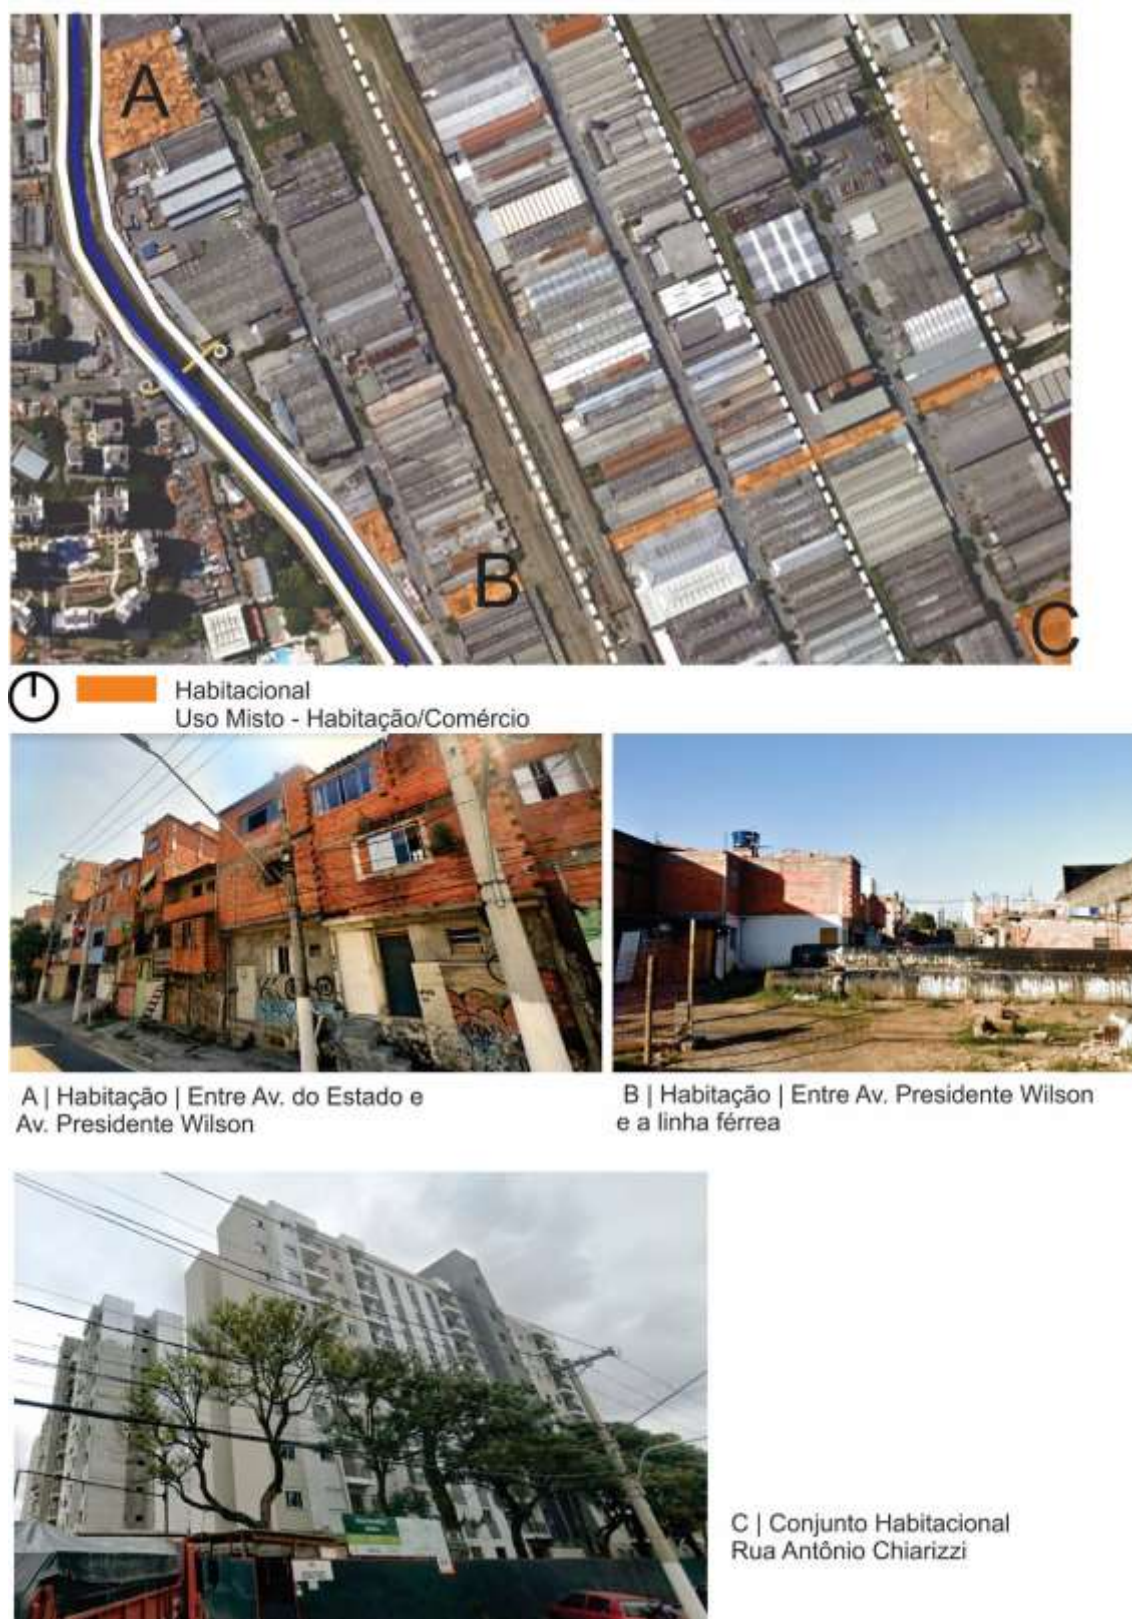 A
B
C
Habitacional
Uso Misto - Habitação/Comércio
A | Habitação | Entre Av. do Estado e
Av. Presidente Wilson
B | Habitação | Entre Av. Presidente Wilson
e a linha férrea
C | Conjunto Habitacional
Rua Antônio Chiarizzi